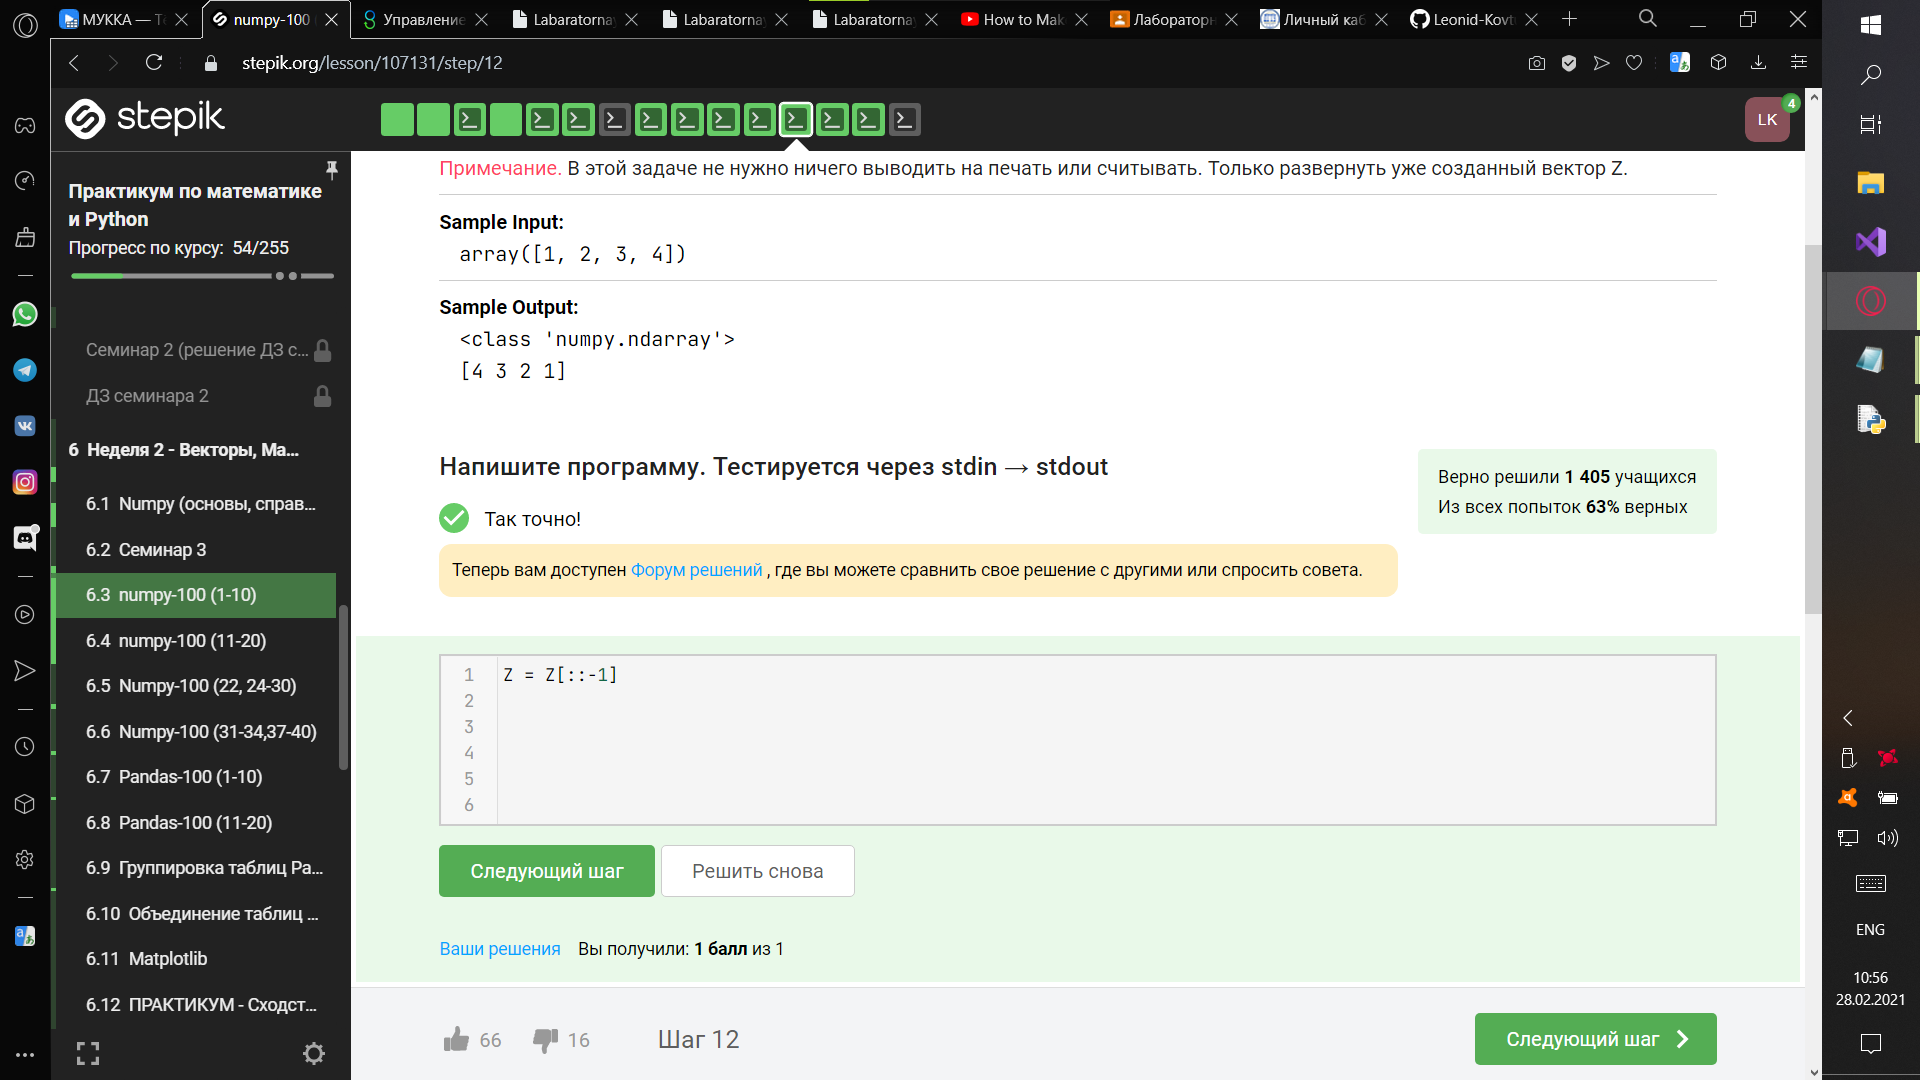 МУККА — Т
numpy-100
Управление
Labaratorna
Labaratorna
Labaratorna
How to Mak
Лаборатор
Личный каб
Leonid-Kovt
stepik.org/lesson/107131/step/12
stepik
LK
4
Практикум по математике
и Python
Прогресс по курсу: 54/255
Семинар 2 (решение ДЗ с...
ДЗ семинара 2
6 Неделя 2 - Векторы, Ма...
6.1 Numpy (основы, справ...
6.2 Семинар 3
6.3 numpy-100 (1-10)
6.4 numpy-100 (11-20)
6.5 Numpy-100 (22, 24-30)
6.6 Numpy-100 (31-34,37-40)
6.7 Pandas-100 (1-10)
6.8 Pandas-100 (11-20)
6.9 Группировка таблиц Pa...
6.10 Объединение таблиц ...
6.11 Matplotlib
6.12 ПРАКТИКУМ - Сходст...
Примечание. В этой задаче не нужно ничего выводить на печать или считывать. Только развернуть уже созданный вектор Z.
Sample Input:
array([1, 2, 3, 4])
Sample Output:
<class 'numpy.ndarray'>
[4 3 2 1]
Напишите программу. Тестируется через stdin → stdout
Верно решили 1 405 учащихся
Из всех попыток 63% верных
Так точно!
Теперь вам доступен Форум решений , где вы можете сравнить свое решение с другими или спросить совета.
1 Z = Z[::-1]
2
3
4
5
6
Следующий шаг
Решить снова
Ваши решения Вы получили: 1 балл из 1
66
16
Шаг 12
Следующий шаг
ENG
10:56
28.02.2021